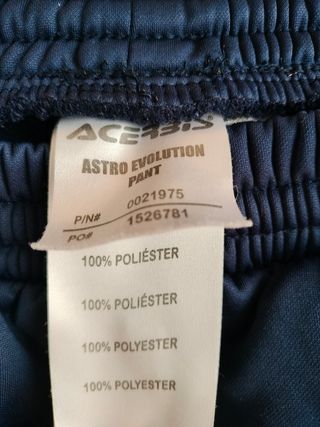 ACERBIS
ASTRO EVOLUTION
PANT
P/N# 0021975
PO# 1526781
100% POLIÉSTER
100% POLIÉSTER
100% POLYESTER
100% POLYESTER